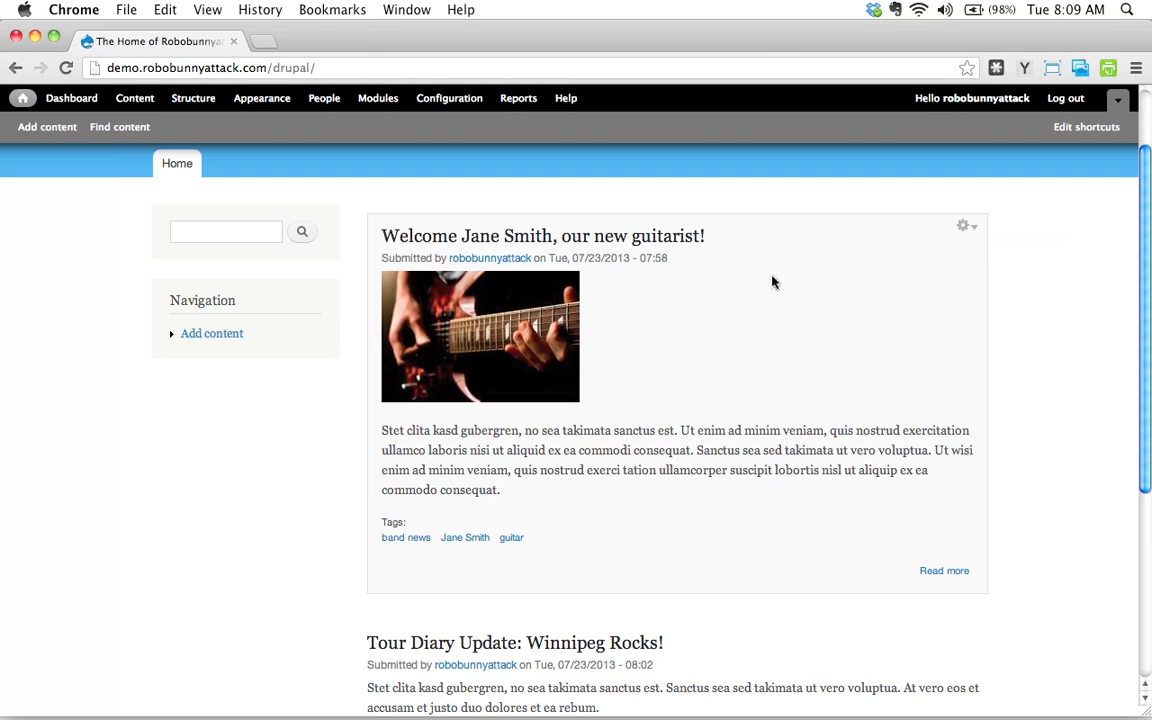 Chrome File Edit View History Bookmarks Window Help (98%) Tue 8:09 AM
The Home of Robobunnyat
demo.robobunnyattack.com/drupal/
Y
Dashboard Content Structure Appearance People Modules Configuration Reports Help Hello robobunnyattack Log out
Add content Find content Edit shortcuts
Home
Welcome Jane Smith, our new guitarist!
Submitted by robobunnyattack on Tue, 07/23/2013 - 07:58
Navigation
Add content
Stet clita kasd gubergren, no sea takimata sanctus est. Ut enim ad minim veniam, quis nostrud exercitation
ullamco laboris nisi ut aliquid ex ea commodi consequat. Sanctus sea sed takimata ut vero voluptua. Ut wisi
enim ad minim veniam, quis nostrud exerci tation ullamcorper suscipit lobortis nisl ut aliquip ex ea
commodo consequat.
Tags:
band news Jane Smith guitar
Read more
Tour Diary Update: Winnipeg Rocks!
Submitted by robobunnyattack on Tue, 07/23/2013 - 08:02
Stet clita kasd gubergren, no sea takimata sanctus est. Sanctus sea sed takimata ut vero voluptua. At vero eos et
accusam et justo duo dolores et ea rebum.